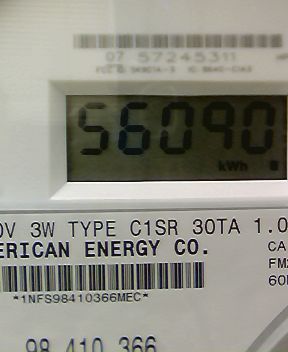 07 57245311
56090
kWh
0V 3W TYPE C1SR 30TA 1.0
ERICAN ENERGY CO.
CA
FM2
60
*1NFS98410366MEC*
98 410 366